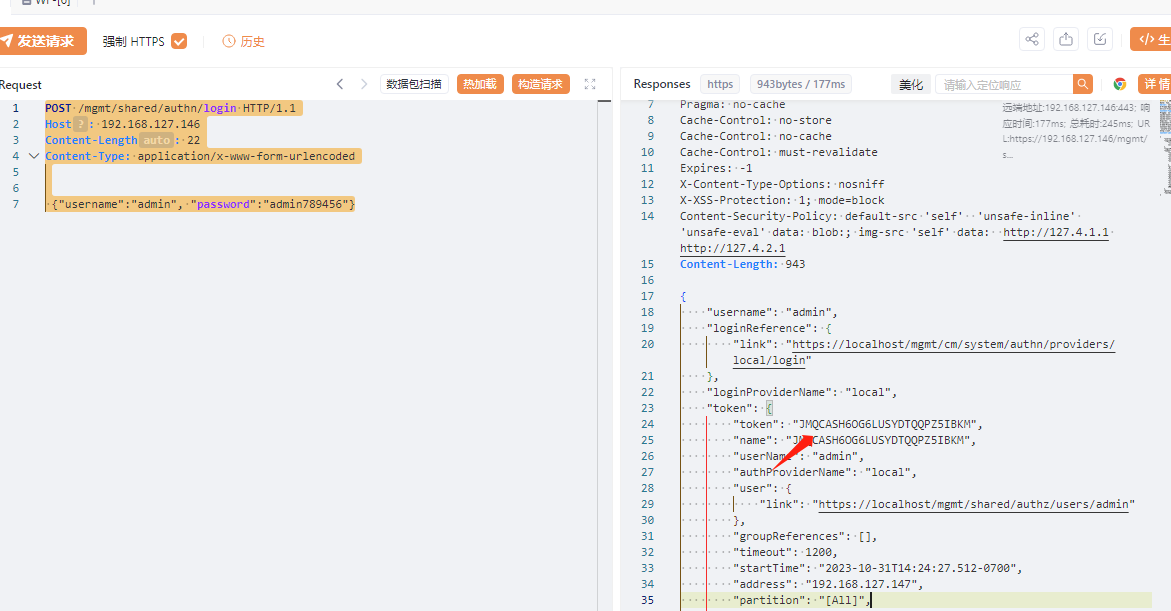 发送请求 强制 HTTPS 历史 </> 生
Request 数据包扫描 热加载 构造请求
1 POST /mgmt/shared/authn/login HTTP/1.1
2 Host ? : 192.168.127.146
3 Content-Length auto : 22
4 Content-Type: application/x-www-form-urlencoded
5
6
7 {"username":"admin", "password":"admin789456"}
Responses https 943bytes / 177ms 美化 请输入定位响应 详情
远端地址:192.168.127.146:443; 响
应时间:177ms; 总耗时:245ms; UR
L:https://192.168.127.146/mgmt/
s...
7 Pragma: no-cache
8 Cache-Control: no-store
9 Cache-Control: no-cache
10 Cache-Control: must-revalidate
11 Expires: -1
12 X-Content-Type-Options: nosniff
13 X-XSS-Protection: 1; mode=block
14 Content-Security-Policy: default-src 'self' 'unsafe-inline'
'unsafe-eval' data: blob:; img-src 'self' data: http://127.4.1.1
http://127.4.2.1
15 Content-Length: 943
16
17 {
18 "username": "admin",
19 "loginReference": {
20 "link": "https://localhost/mgmt/cm/system/authn/providers/
local/login"
21 },
22 "loginProviderName": "local",
23 "token": {
24 "token": "JMQCASH6OG6LUSYDTQQPZ5IBKM",
25 "name": "JMQCASH6OG6LUSYDTQQPZ5IBKM",
26 "userName": "admin",
27 "authProviderName": "local",
28 "user": {
29 "link": "https://localhost/mgmt/shared/authz/users/admin"
30 },
31 "groupReferences": [],
32 "timeout": 1200,
33 "startTime": "2023-10-31T14:24:27.512-0700",
34 "address": "192.168.127.147",
35 "partition": "[All]",